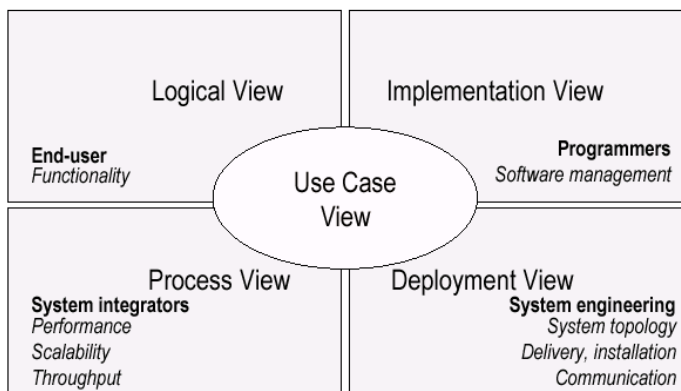 Logical View
End-user
Functionality
Implementation View
Programmers
Software management
Use Case
View
Process View
System integrators
Performance
Scalability
Throughput
Deployment View
System engineering
System topology
Delivery, installation
Communication